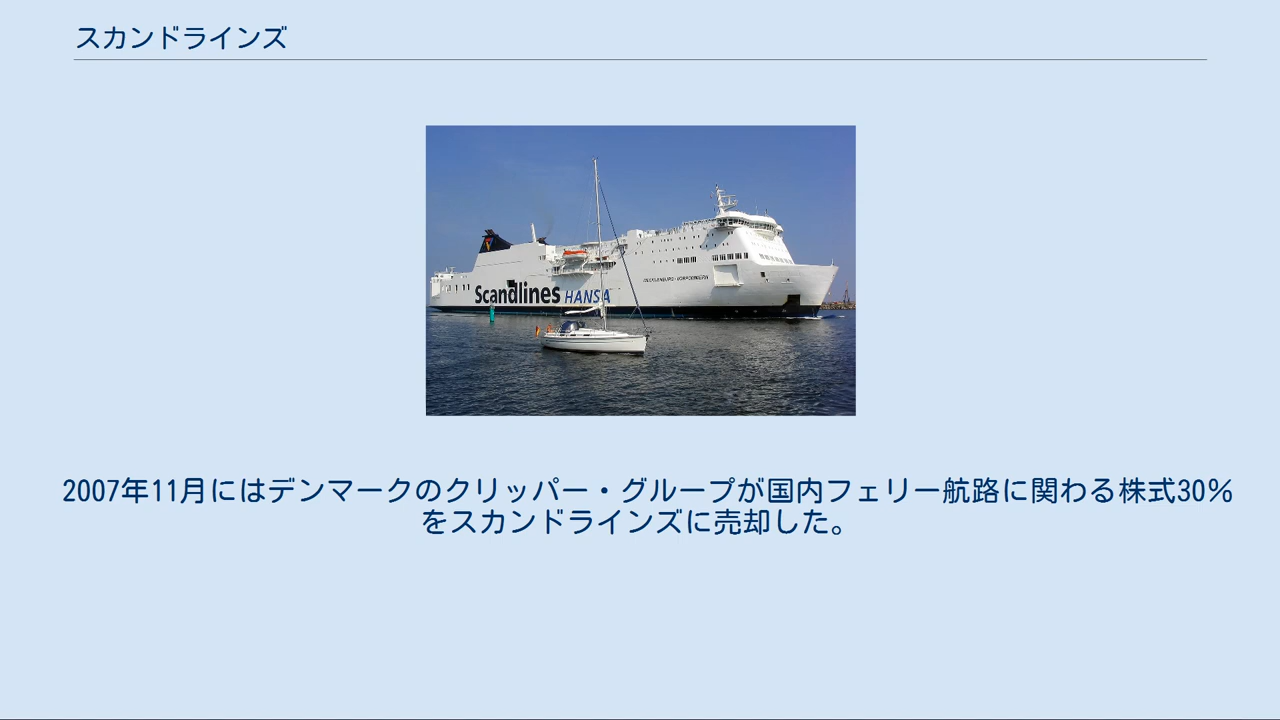 スカンドラインズ
Scandlines HANSA
MECKLENBURG-VORPOMMERN
2007年11月にはデンマークのクリッパー・グループが国内フェリー航路に関わる株式30％
をスカンドラインズに売却した。